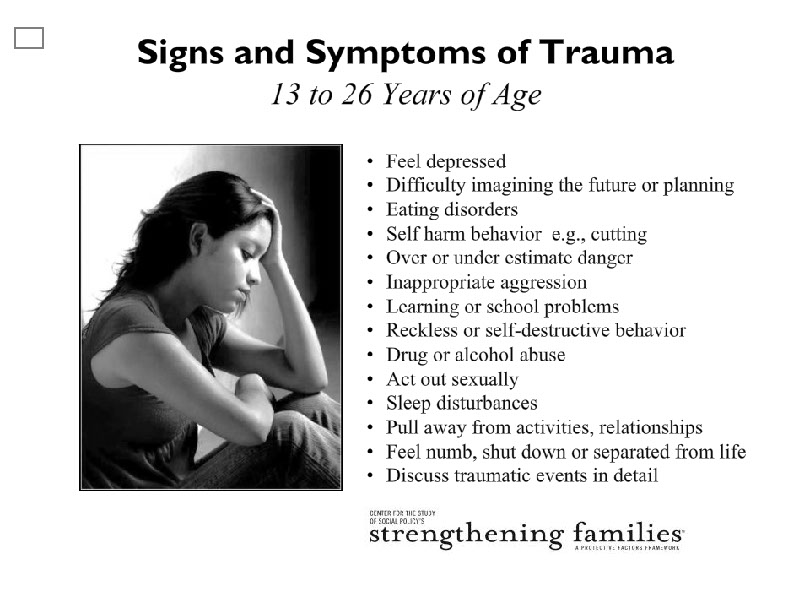 Signs and Symptoms of Trauma
13 to 26 Years of Age
• Feel depressed
• Difficulty imagining the future or planning
• Eating disorders
• Self harm behavior  e.g., cutting
• Over or under estimate danger
• Inappropriate aggression
• Learning or school problems
• Reckless or self-destructive behavior
• Drug or alcohol abuse
• Act out sexually
• Sleep disturbances
• Pull away from activities, relationships
• Feel numb, shut down or separated from life
• Discuss traumatic events in detail
CENTER FOR THE STUDY
OF SOCIAL POLICY'S
strengthening families
A PROTECTIVE FACTORS FRAMEWORK